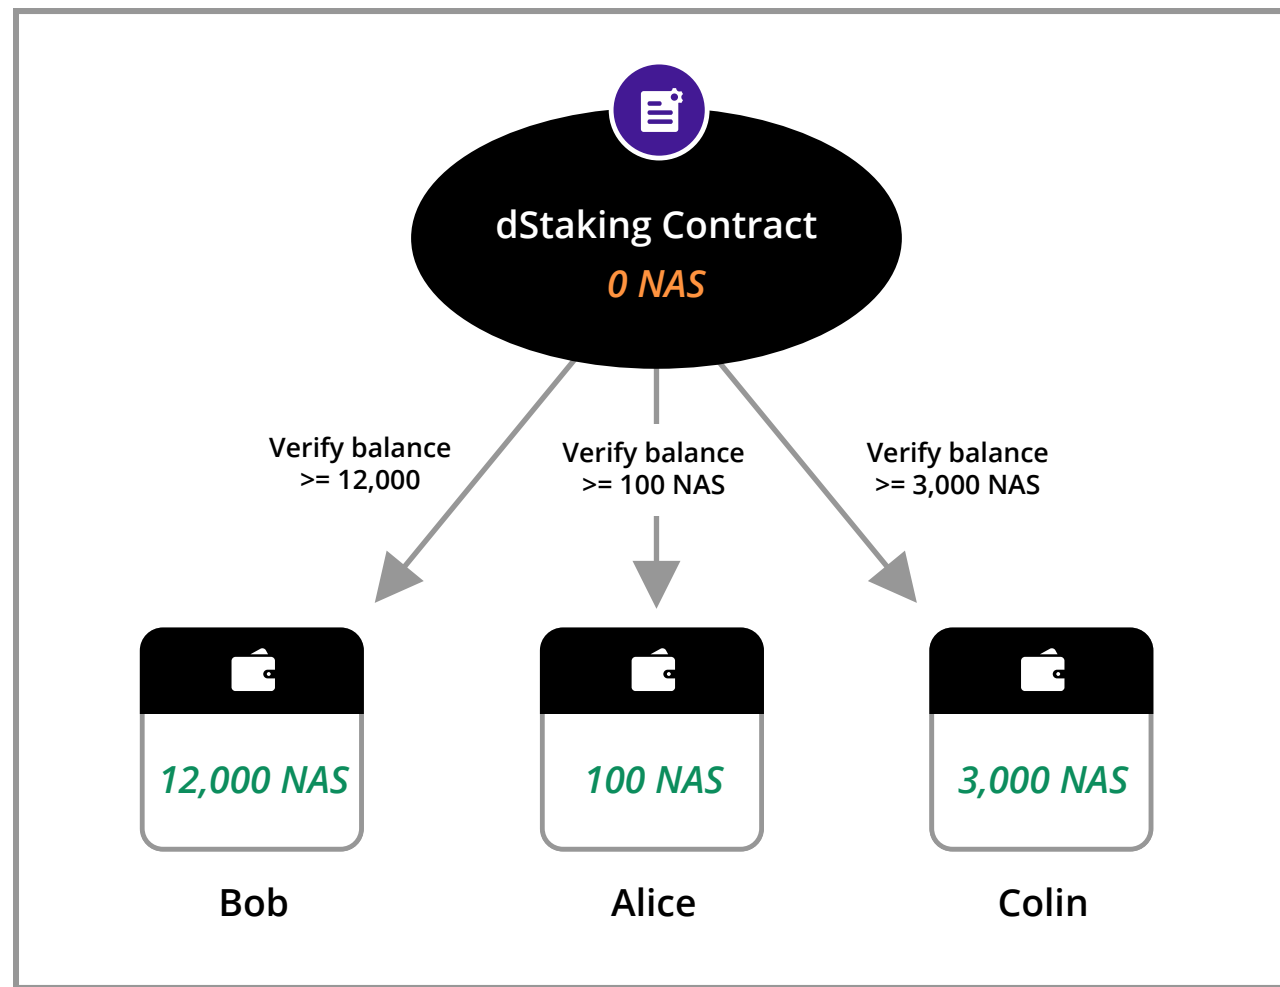 dStaking Contract
0 NAS
Verify balance
>= 12,000
Verify balance
>= 100 NAS
Verify balance
>= 3,000 NAS
12,000 NAS
100 NAS
3,000 NAS
Bob
Alice
Colin